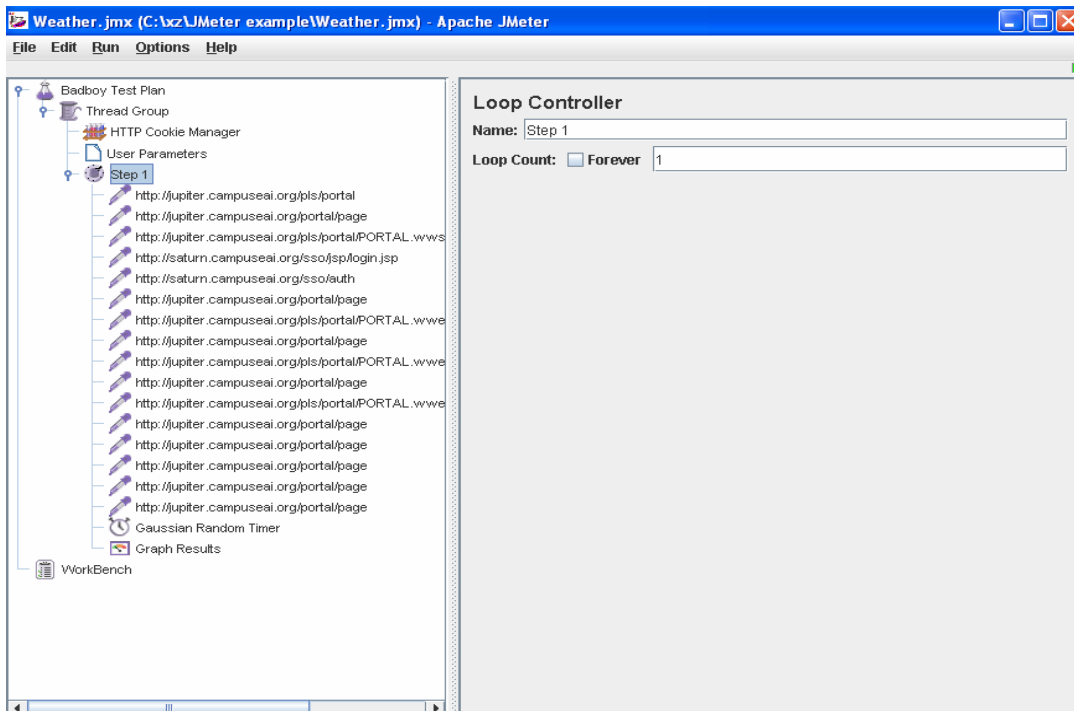 Weather.jmx (C:\xz\JMeter example\Weather.jmx) - Apache JMeter
File Edit Run Options Help
Badboy Test Plan
Thread Group
HTTP Cookie Manager
User Parameters
Step 1
http://jupiter.campuseai.org/pls/portal
http://jupiter.campuseai.org/portal/page
http://jupiter.campuseai.org/pls/portal/PORTAL.wws
http://saturn.campuseai.org/sso/jsp/login.jsp
http://saturn.campuseai.org/sso/auth
http://jupiter.campuseai.org/portal/page
http://jupiter.campuseai.org/pls/portal/PORTAL.wwe
http://jupiter.campuseai.org/portal/page
http://jupiter.campuseai.org/pls/portal/PORTAL.wwe
http://jupiter.campuseai.org/portal/page
http://jupiter.campuseai.org/pls/portal/PORTAL.wwe
http://jupiter.campuseai.org/portal/page
http://jupiter.campuseai.org/portal/page
http://jupiter.campuseai.org/portal/page
http://jupiter.campuseai.org/portal/page
http://jupiter.campuseai.org/portal/page
Gaussian Random Timer
Graph Results
WorkBench
Loop Controller
Name: Step 1
Loop Count: Forever 1